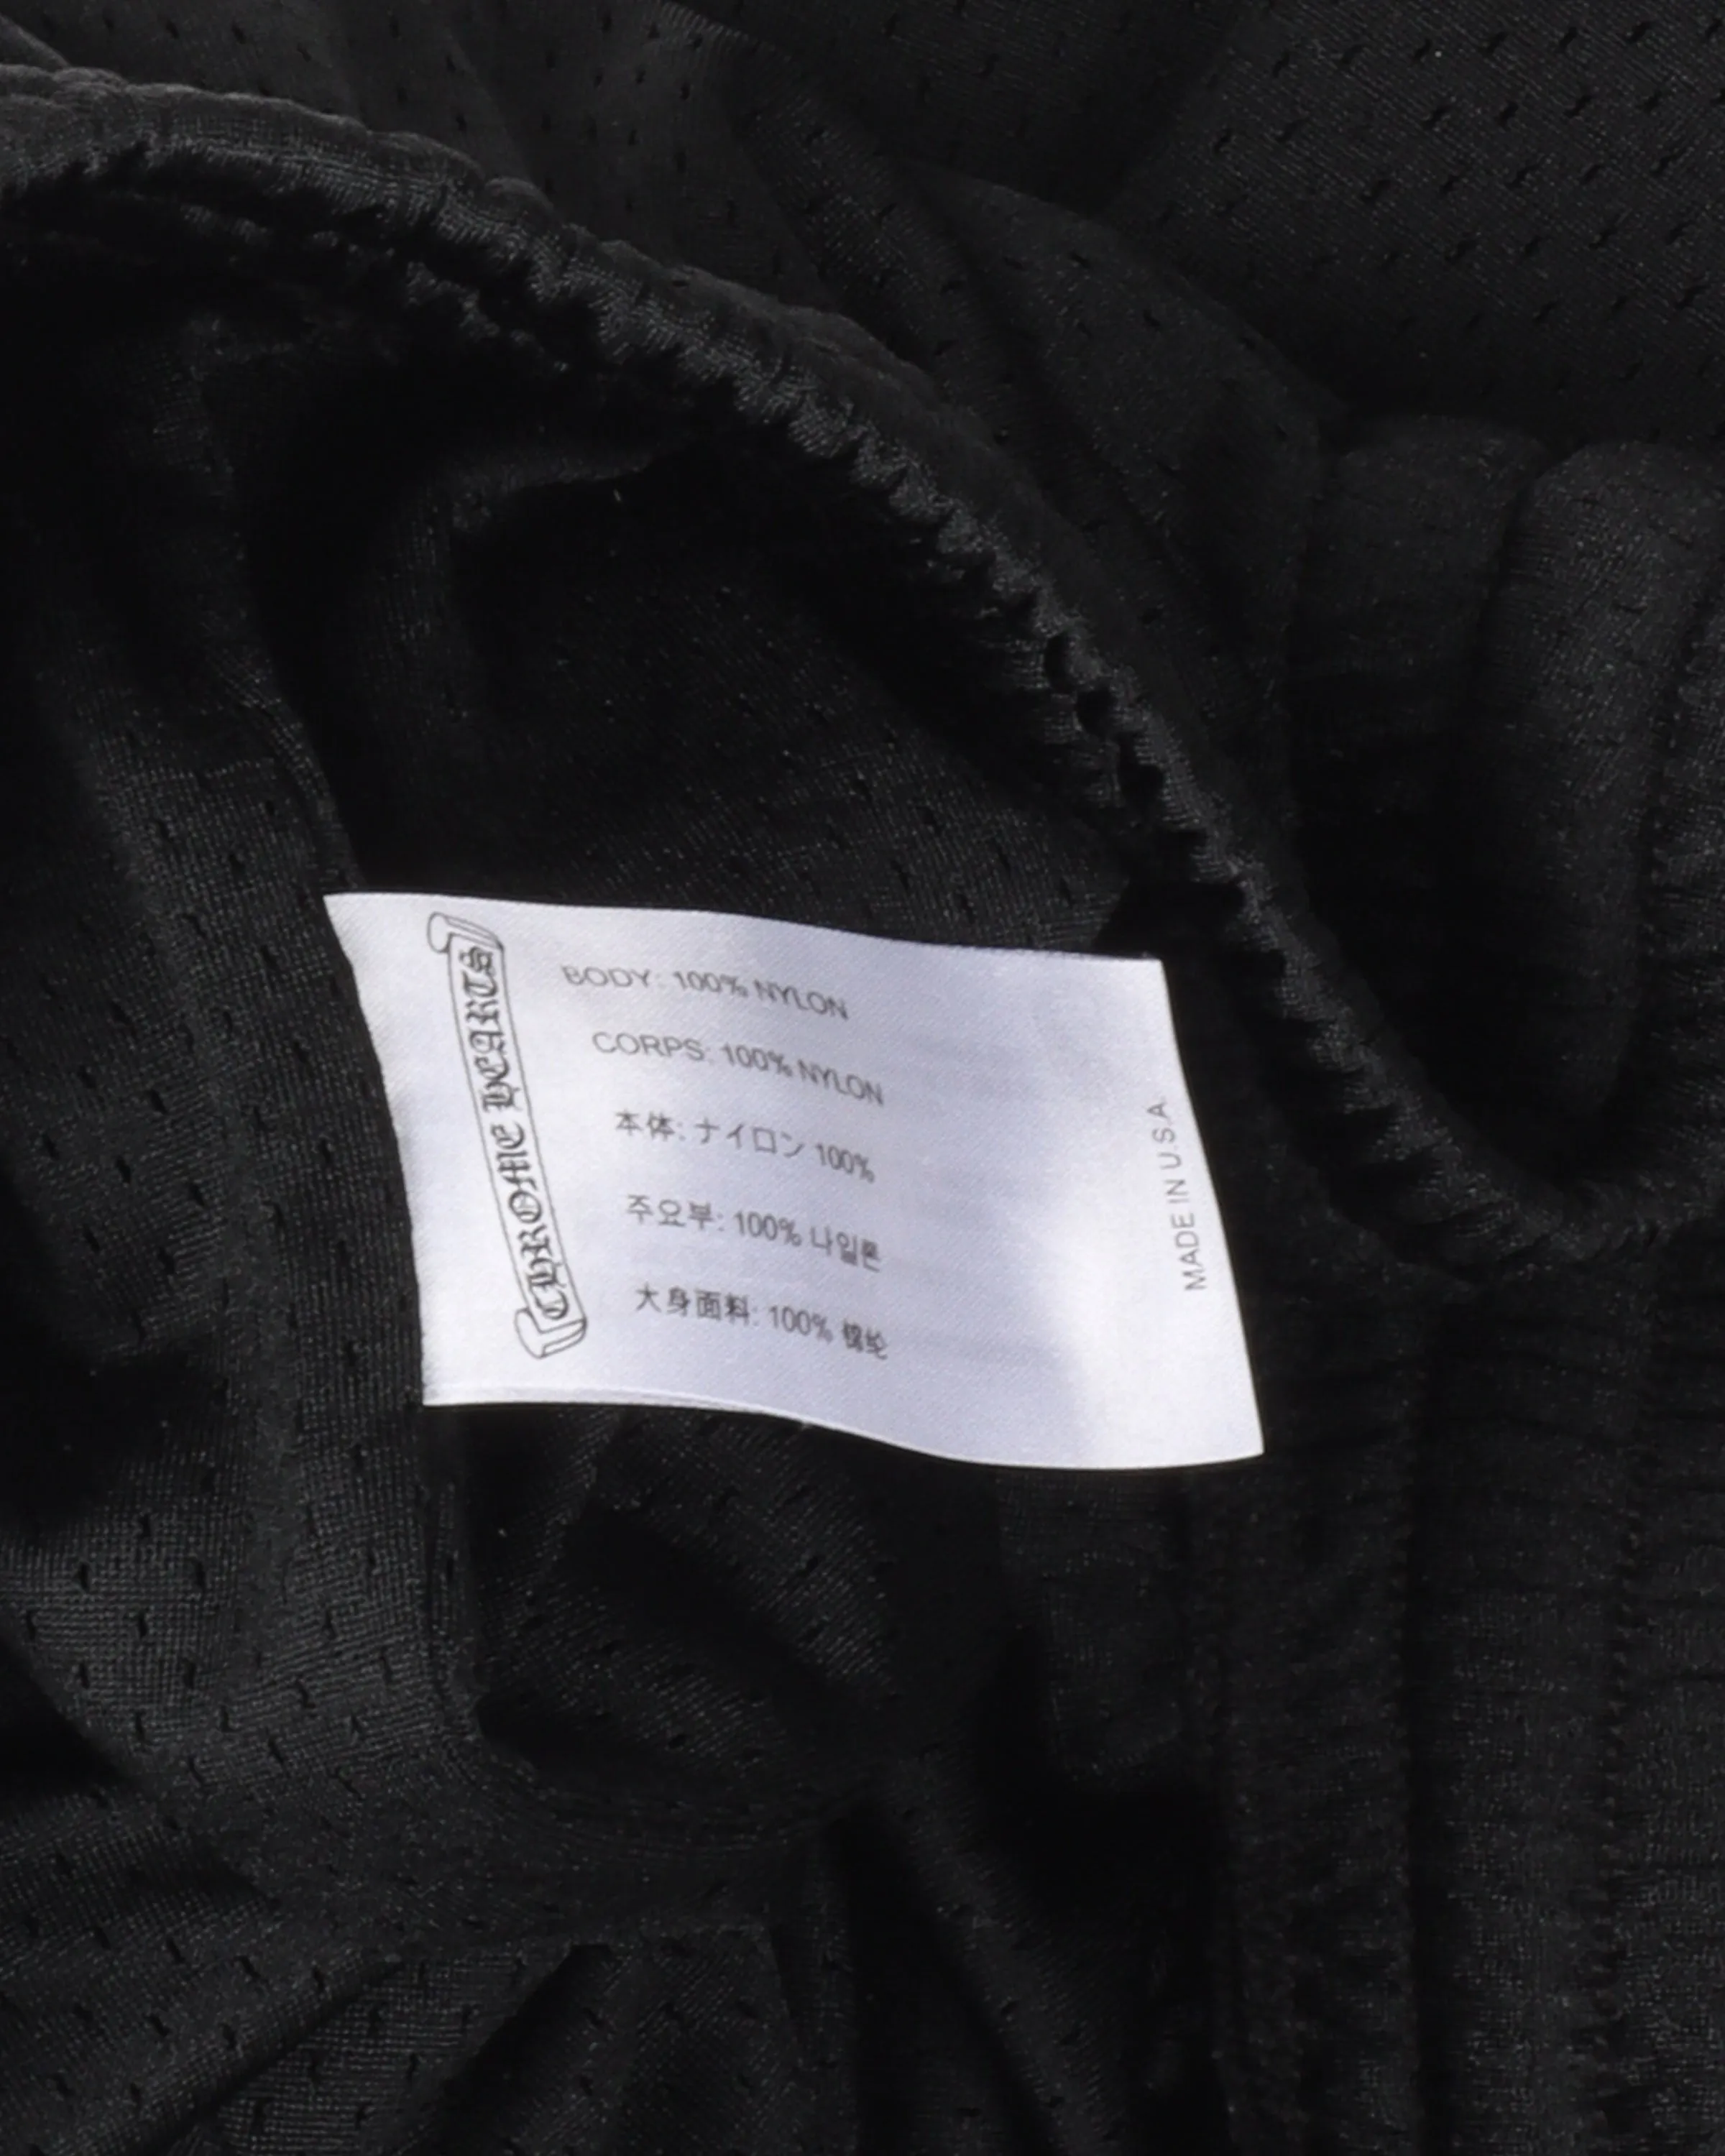 CHROME HEARTS
BODY: 100% NYLON
CORPS: 100% NYLON
本体: ナイロン 100%
주요부: 100% 나일론
大身面料: 100% 锦纶
MADE IN U.S.A